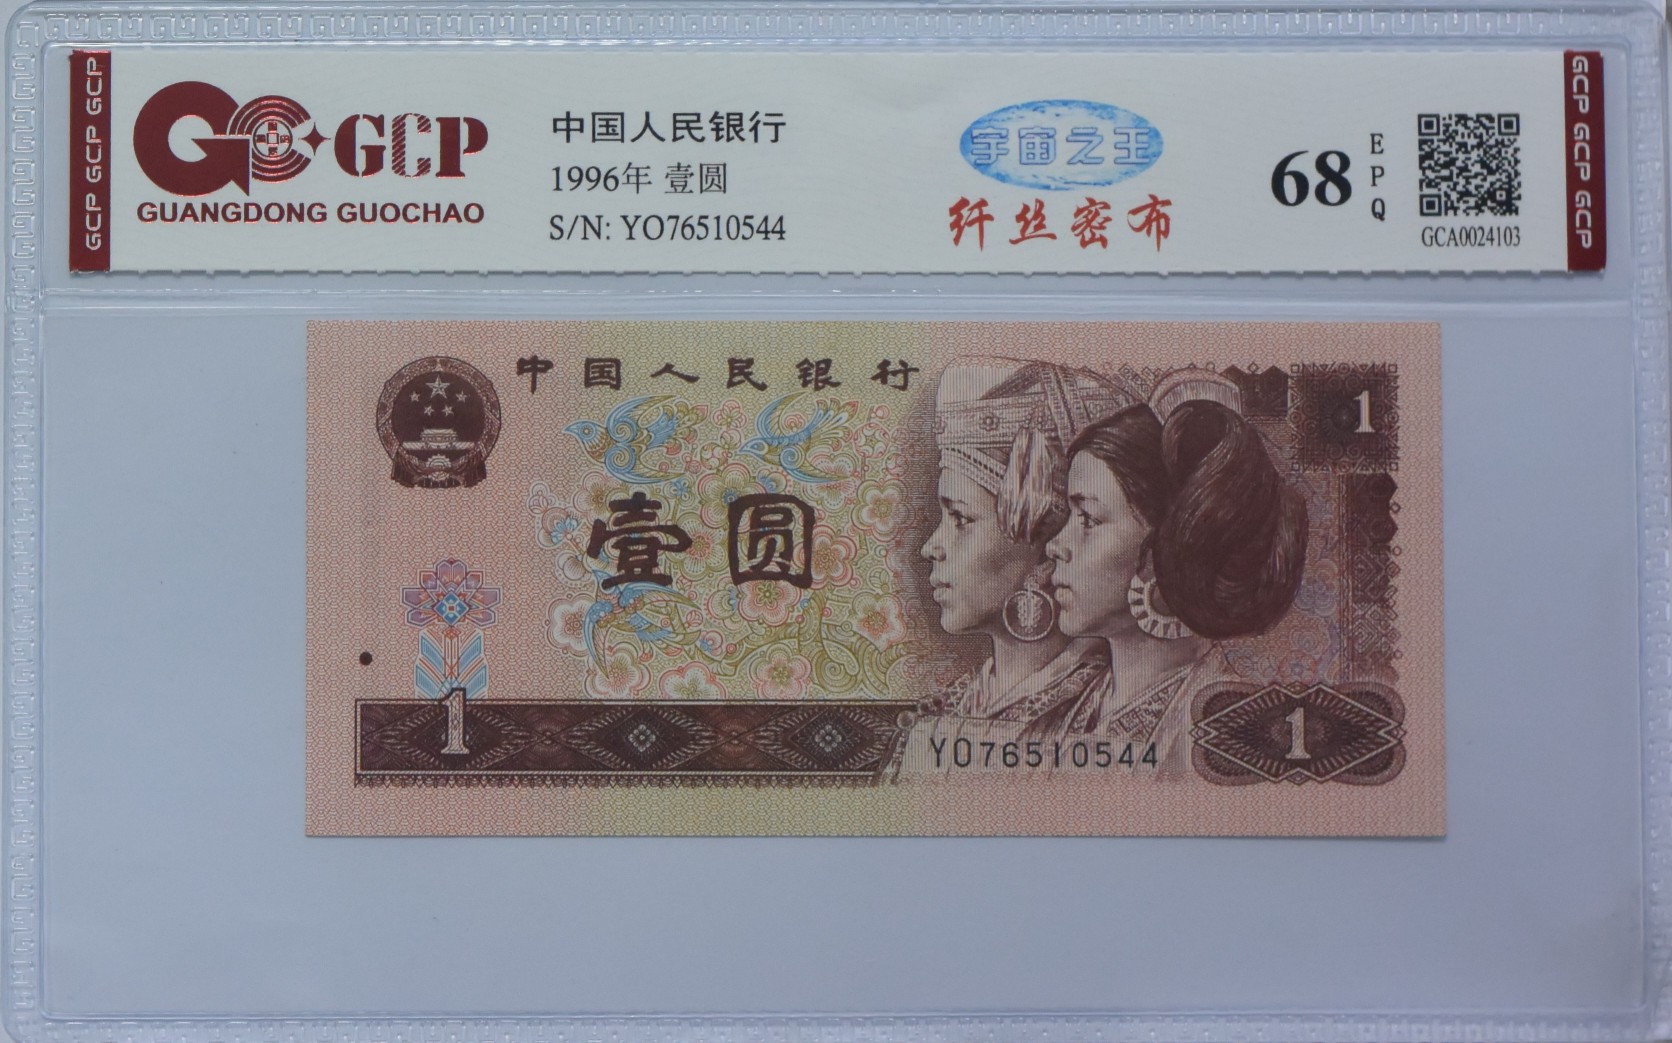 GCP GCP GCP
GCP
GUANGDONG GUOCHAO
中国人民银行
1996年 壹圆
S/N: YO76510544
宇宙之王
纤丝密布
68
EPQ
GCA0024103
GCP GCP GCP
中国人民银行
1
壹圆
1
YO76510544
1